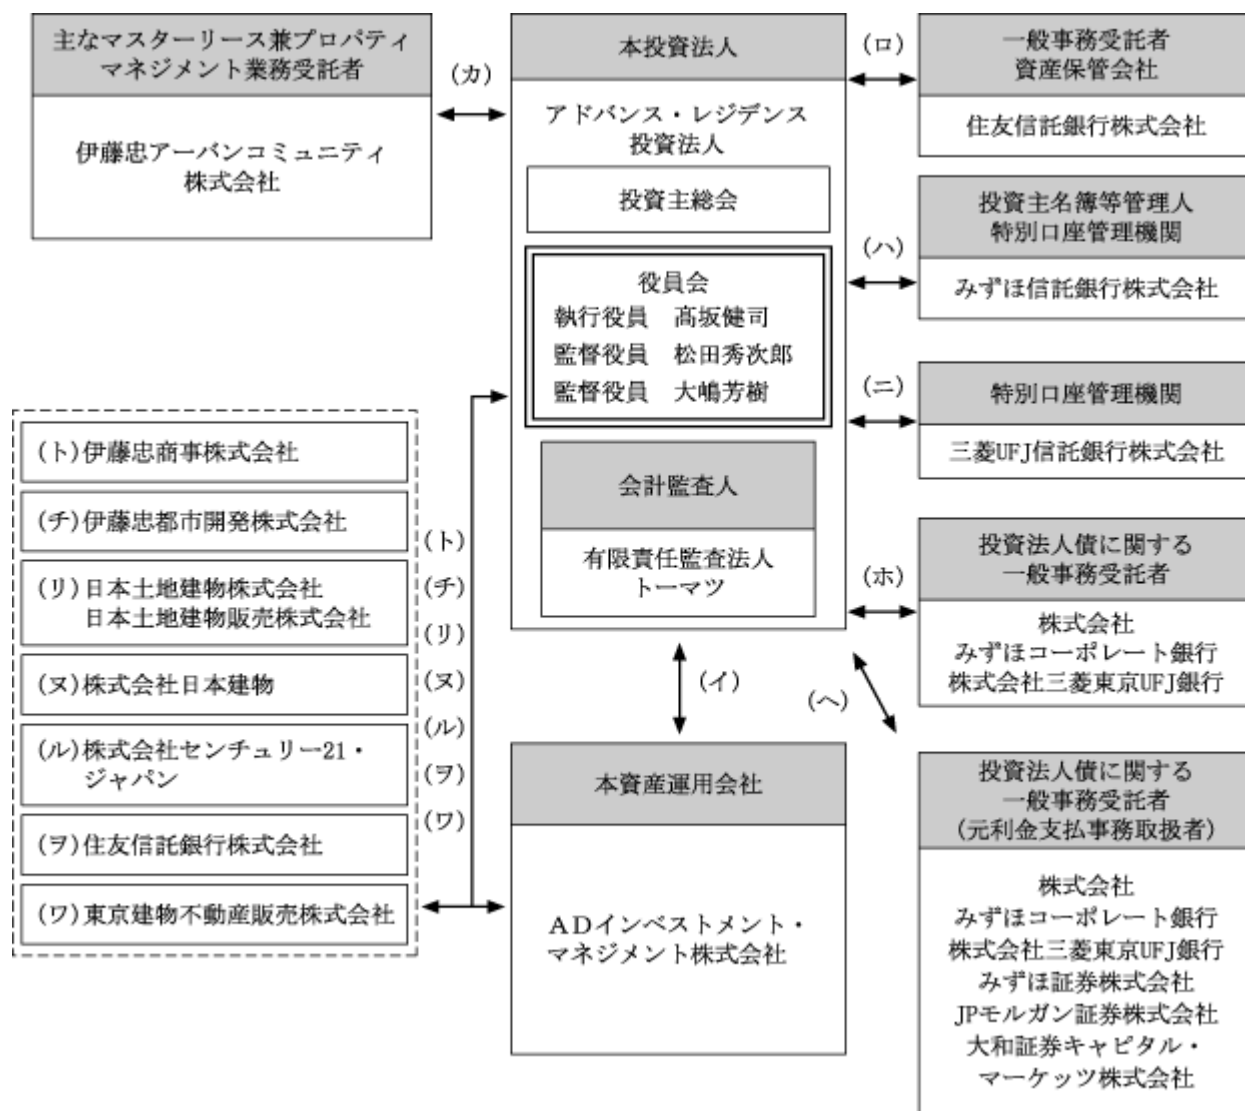 主なマスターリース兼プロパティ
マネジメント業務受託者
伊藤忠アーバンコミュニティ
株式会社
(カ)
本投資法人
アドバンス・レジデンス
投資法人
投資主総会
役員会
執行役員 髙坂健司
監督役員 松田秀次郎
監督役員 大嶋芳樹
会計監査人
有限責任監査法人
トーマツ
(ロ)
一般事務受託者
資産保管会社
住友信託銀行株式会社
(ハ)
投資主名簿等管理人
特別口座管理機関
みずほ信託銀行株式会社
(ニ)
特別口座管理機関
三菱UFJ信託銀行株式会社
(ホ)
投資法人債に関する
一般事務受託者
株式会社
みずほコーポレート銀行
株式会社三菱東京UFJ銀行
(ヘ)
投資法人債に関する
一般事務受託者
(元利金支払事務取扱者)
株式会社
みずほコーポレート銀行
株式会社三菱東京UFJ銀行
みずほ証券株式会社
JPモルガン証券株式会社
大和証券キャピタル・
マーケッツ株式会社
(イ)
本資産運用会社
ADインベストメント・
マネジメント株式会社
(ト)伊藤忠商事株式会社
(チ)伊藤忠都市開発株式会社
(リ)日本土地建物株式会社
日本土地建物販売株式会社
(ヌ)株式会社日本建物
(ル)株式会社センチュリー21・
ジャパン
(ヲ)住友信託銀行株式会社
(ワ)東京建物不動産販売株式会社
(ト)
(チ)
(リ)
(ヌ)
(ル)
(ヲ)
(ワ)